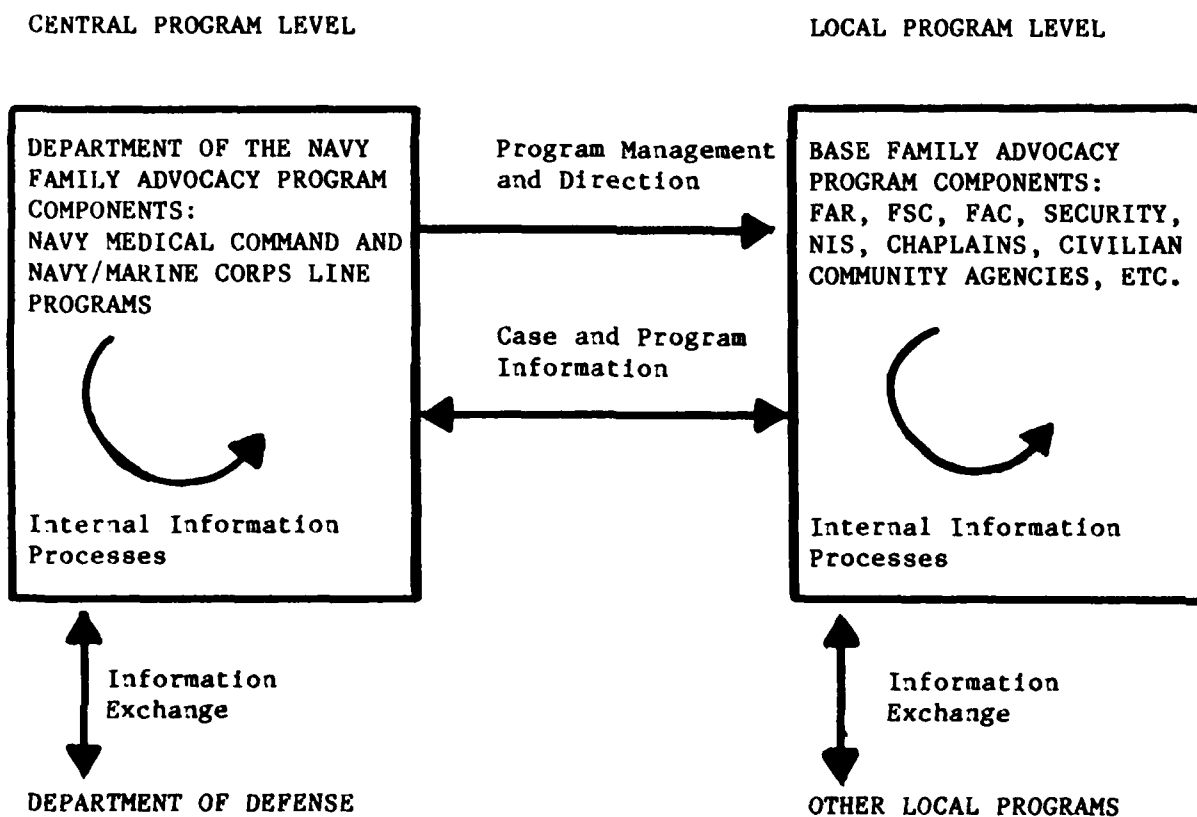 CENTRAL PROGRAM LEVEL
LOCAL PROGRAM LEVEL
DEPARTMENT OF THE NAVY
FAMILY ADVOCACY PROGRAM
COMPONENTS:
NAVY MEDICAL COMMAND AND
NAVY/MARINE CORPS LINE
PROGRAMS
Internal Information
Processes
Program Management
and Direction
Case and Program
Information
BASE FAMILY ADVOCACY
PROGRAM COMPONENTS:
FAR, FSC, FAC, SECURITY,
NIS, CHAPLAINS, CIVILIAN
COMMUNITY AGENCIES, ETC.
Internal Information
Processes
Information
Exchange
Information
Exchange
DEPARTMENT OF DEFENSE
OTHER LOCAL PROGRAMS